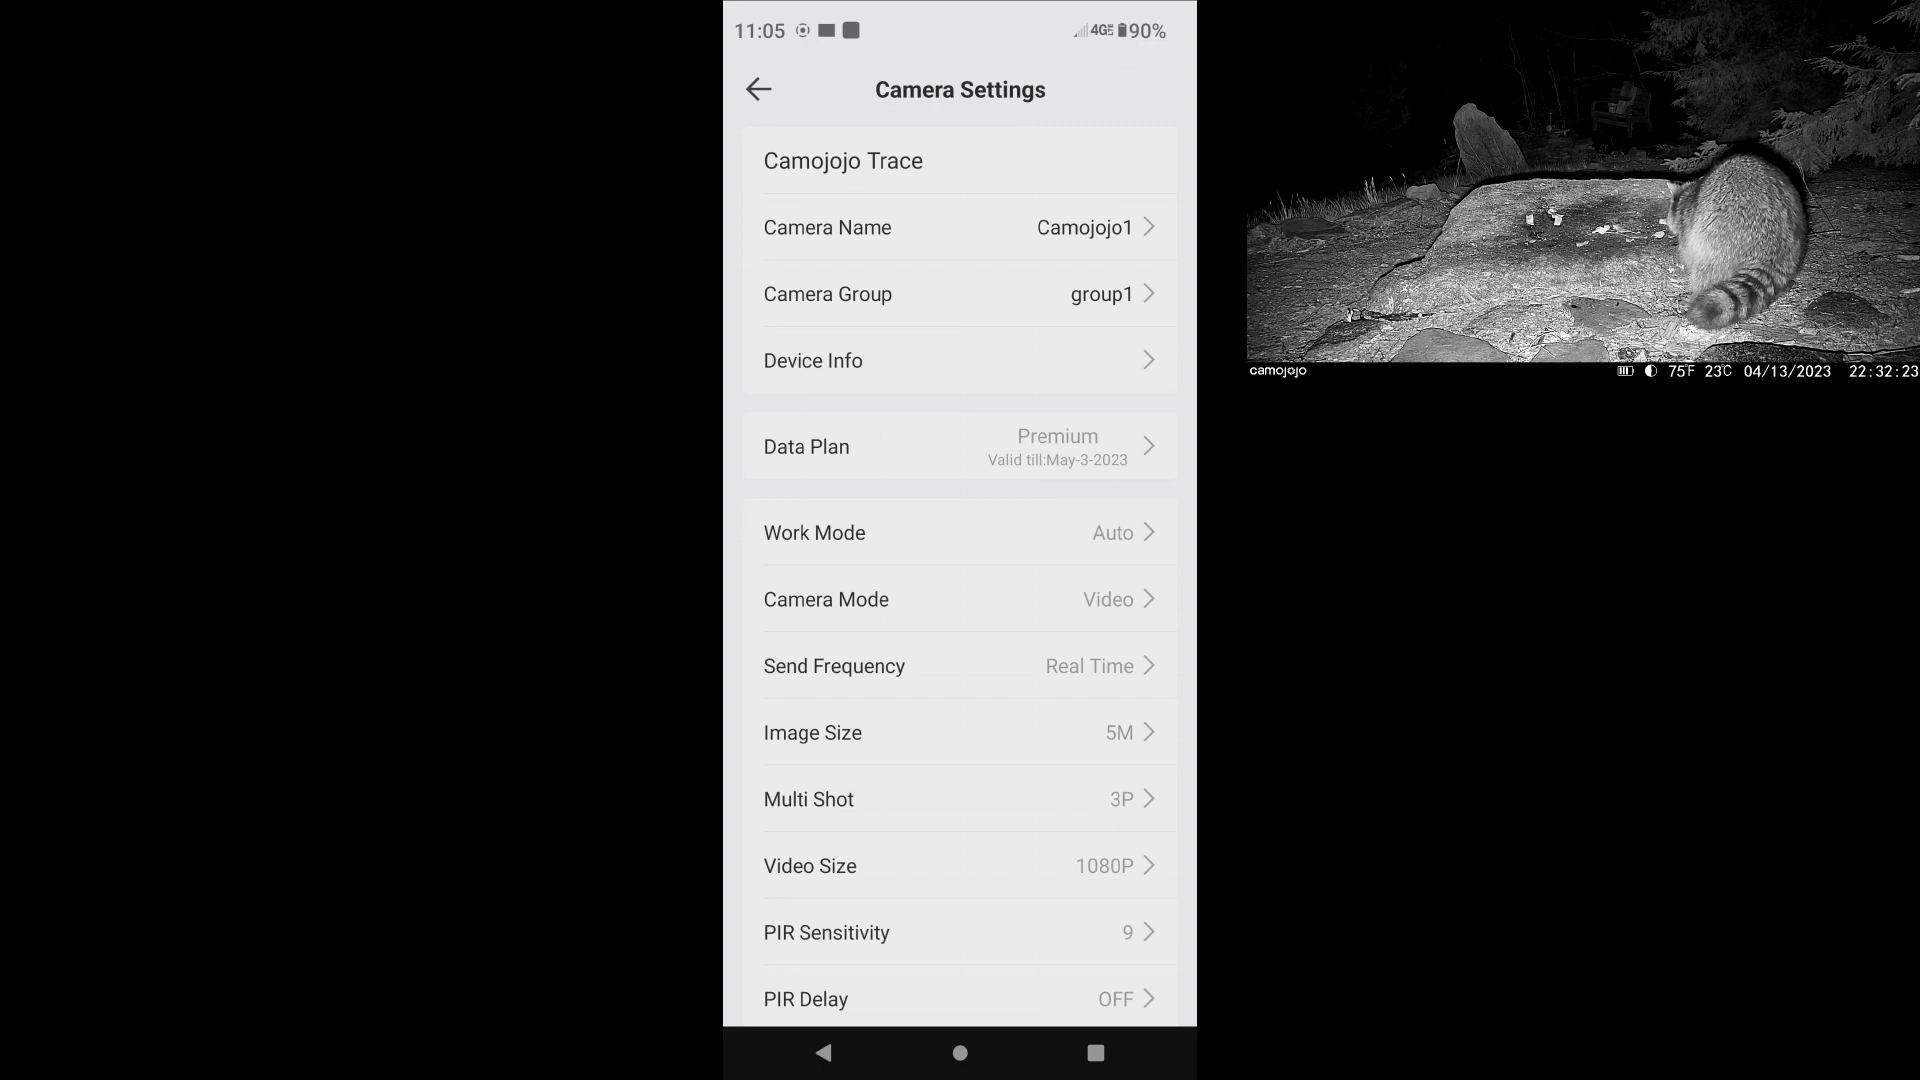 11:05
4G
90%
Camera Settings
Camojojo Trace
Camera Name Camojojo1
Camera Group group1
Device Info
Data Plan Premium
Valid till:May-3-2023
Work Mode Auto
Camera Mode Video
Send Frequency Real Time
Image Size 5M
Multi Shot 3P
Video Size 1080P
PIR Sensitivity 9
PIR Delay OFF
camojojo 75°F 23°C 04/13/2023 22:32:23